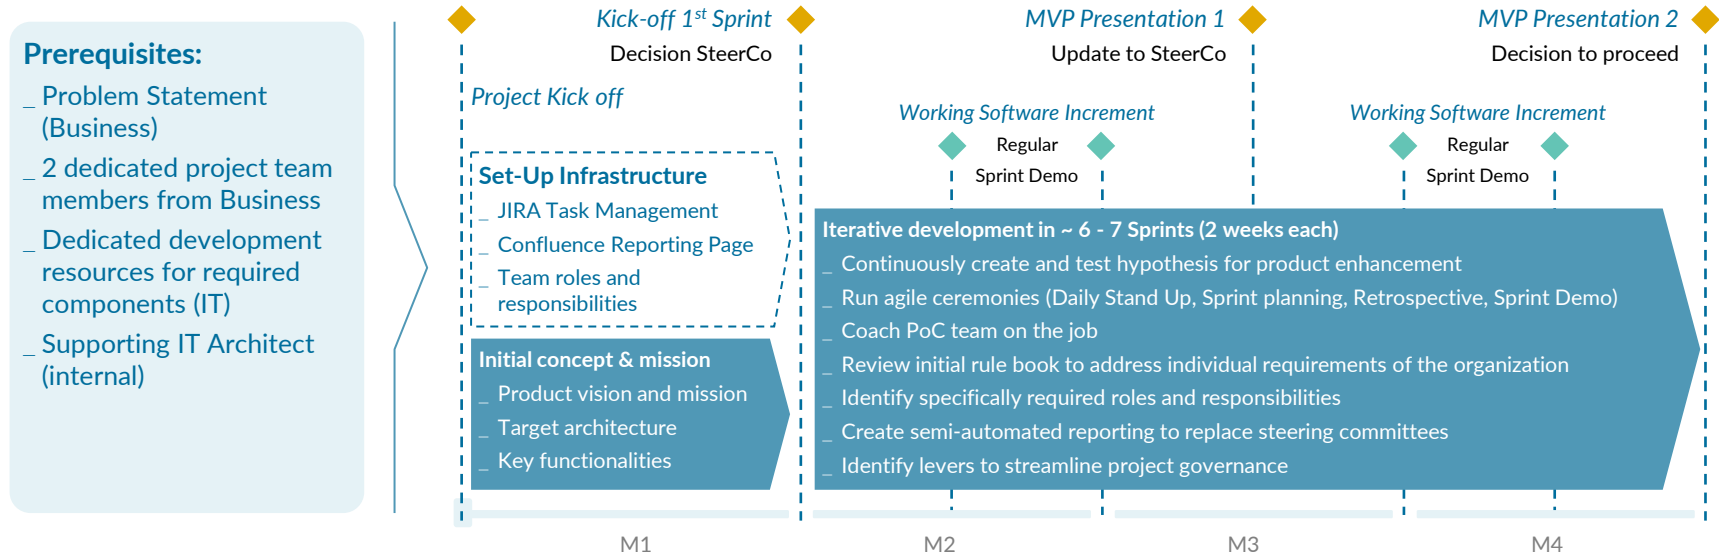 Prerequisites:
_ Problem Statement
(Business)
_ 2 dedicated project team
members from Business
_ Dedicated development
resources for required
components (IT)
_ Supporting IT Architect
(internal)
Kick-off 1st Sprint
Decision SteerCo
Project Kick off
MVP Presentation 1
Update to SteerCo
MVP Presentation 2
Decision to proceed
Working Software Increment
Regular
Sprint Demo
Working Software Increment
Regular
Sprint Demo
Set-Up Infrastructure
_ JIRA Task Management
_ Confluence Reporting Page
_ Team roles and
responsibilities
Initial concept & mission
_ Product vision and mission
_ Target architecture
_ Key functionalities
Iterative development in ~ 6 - 7 Sprints (2 weeks each)
_ Continuously create and test hypothesis for product enhancement
_ Run agile ceremonies (Daily Stand Up, Sprint planning, Retrospective, Sprint Demo)
_ Coach PoC team on the job
_ Review initial rule book to address individual requirements of the organization
_ Identify specifically required roles and responsibilities
_ Create semi-automated reporting to replace steering committees
_ Identify levers to streamline project governance
M1
M2
M3
M4